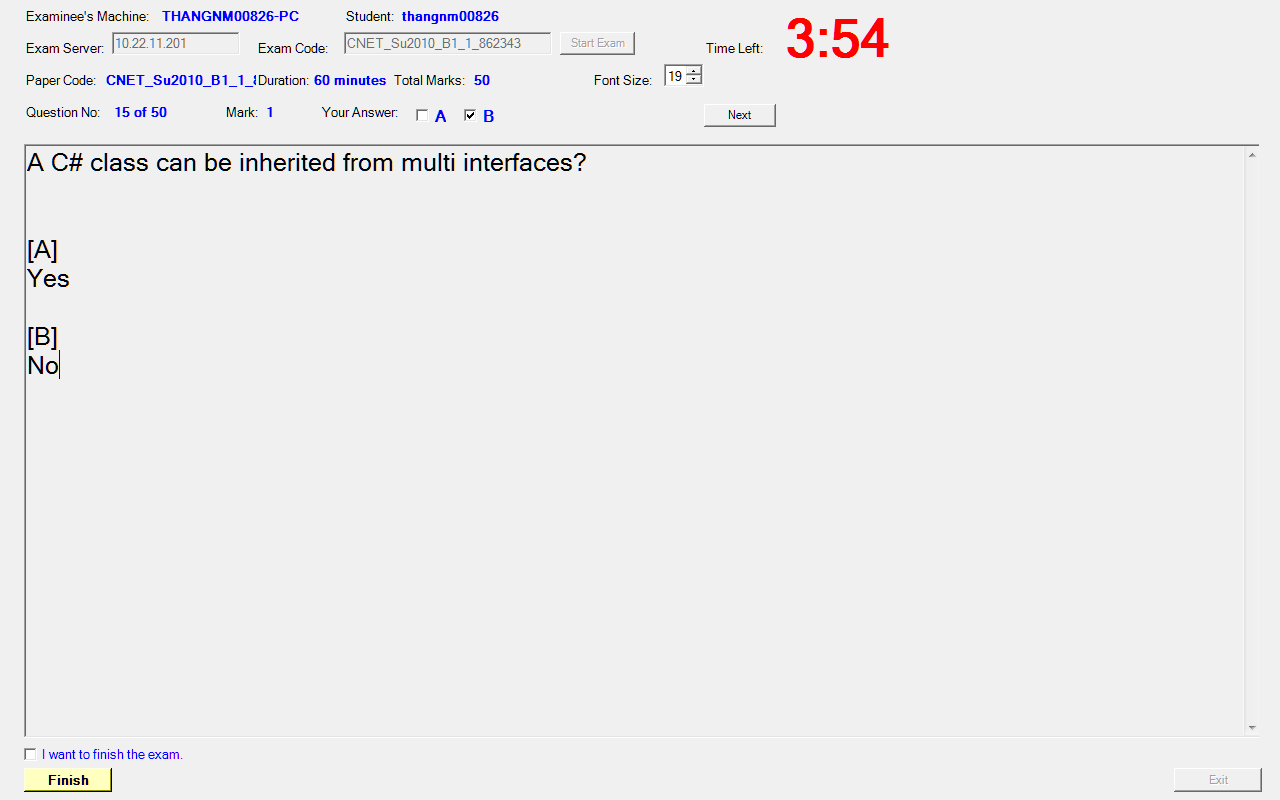 Examinee's Machine: THANGNM00826-PC Student: thangnm00826
Exam Server: 10.22.11.201 Exam Code: CNET_Su2010_B1_1_862343 Start Exam Time Left: 3:54
Paper Code: CNET_Su2010_B1_1_ Duration: 60 minutes Total Marks: 50 Font Size: 19
Question No: 15 of 50 Mark: 1 Your Answer: A B Next
A C# class can be inherited from multi interfaces?
[A]
Yes
[B]
No
I want to finish the exam.
Finish Exit